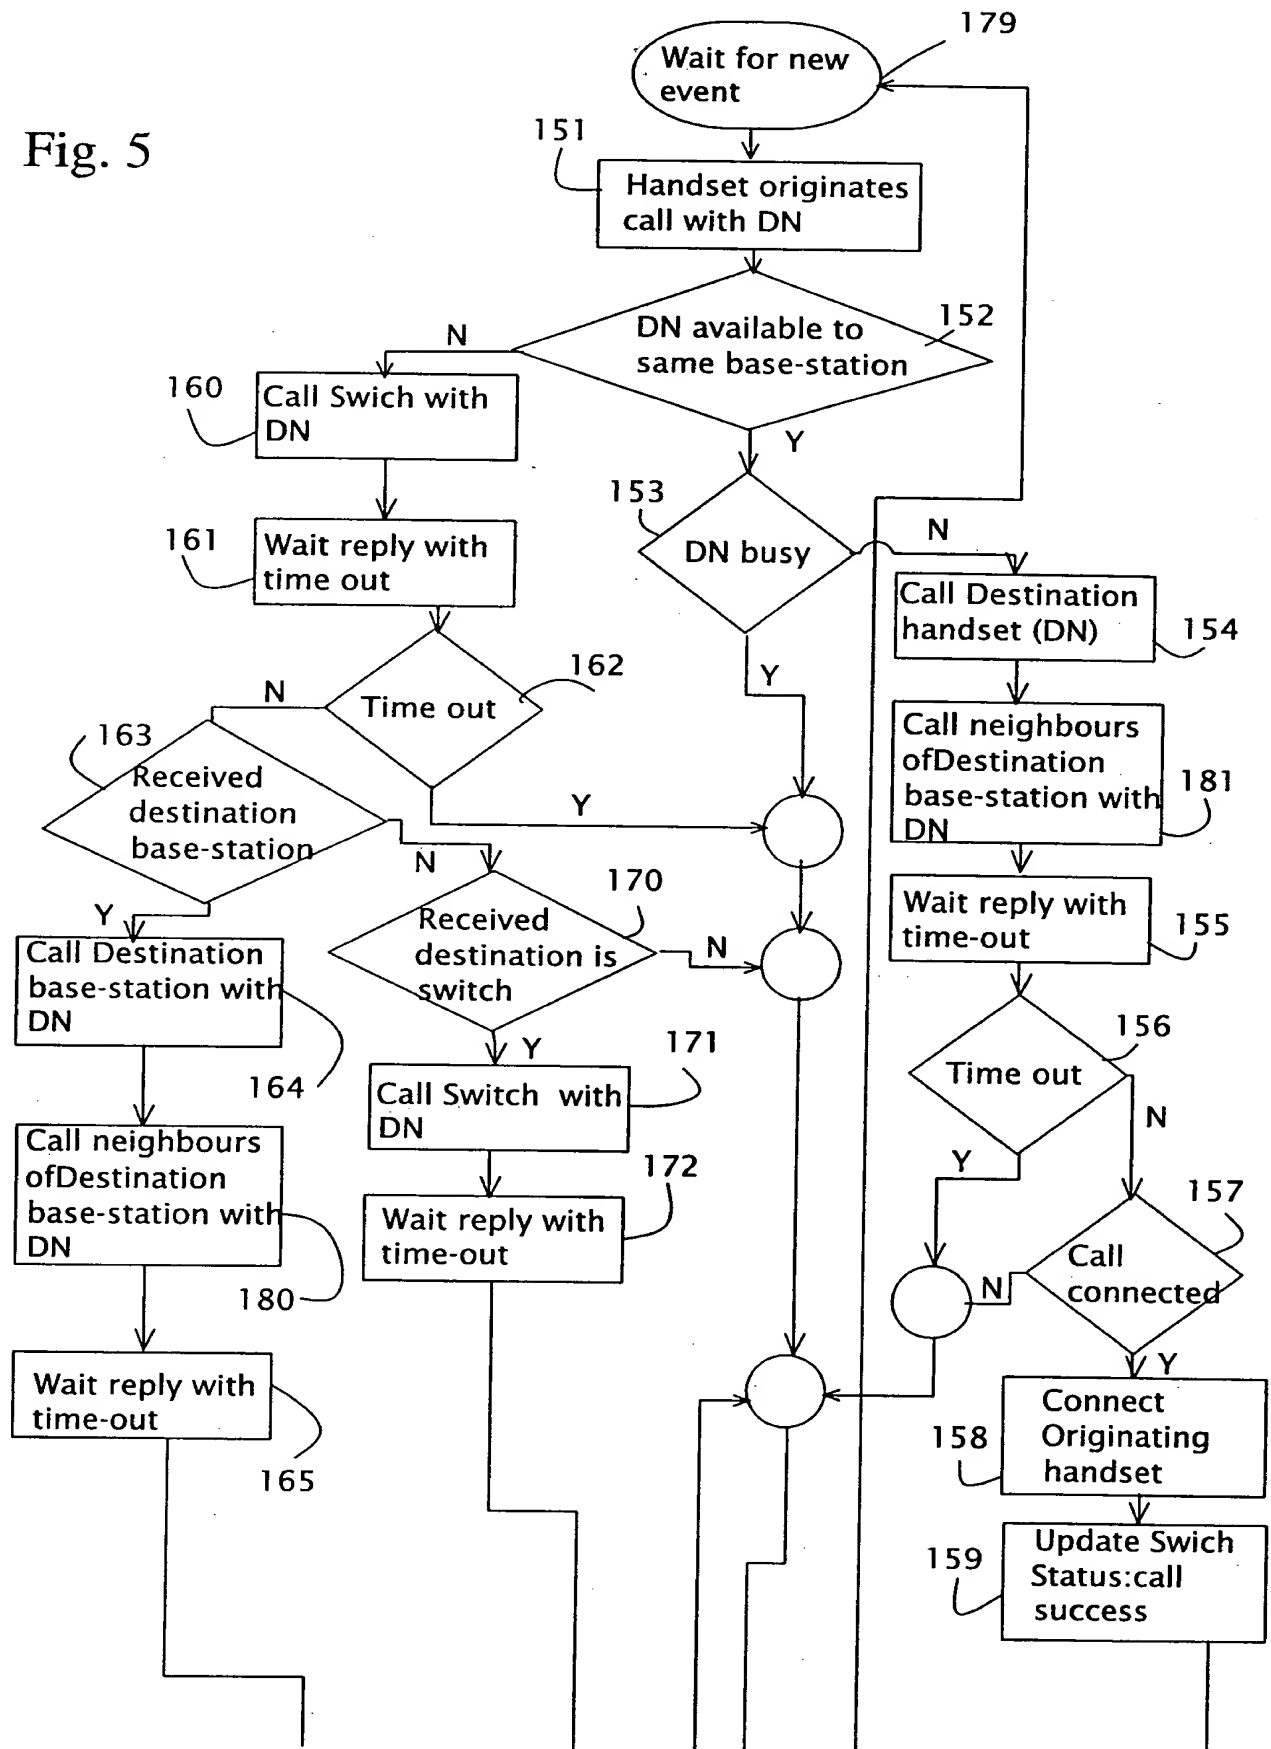 179
Wait for new
event
Fig. 5
151
Handset originates
call with DN
152
DN available to
same base-station
N
Y
160
Call Swich with
DN
153
DN busy
N
Y
161
Wait reply with
time out
Call Destination
handset (DN)
154
162
Time out
N
Y
Call neighbours
ofDestination
base-station with
DN
181
163
Received
destination
base-station
N
Y
170
Received
destination is
switch
N
Y
Wait reply with
time-out
155
Call Destination
base-station with
DN
164
156
Time out
N
Y
171
Call Switch with
DN
Call neighbours
ofDestination
base-station with
DN
180
172
Wait reply with
time-out
157
Call
connected
N
Y
Wait reply with
time-out
165
158
Connect
Originating
handset
159
Update Swich
Status:call
success